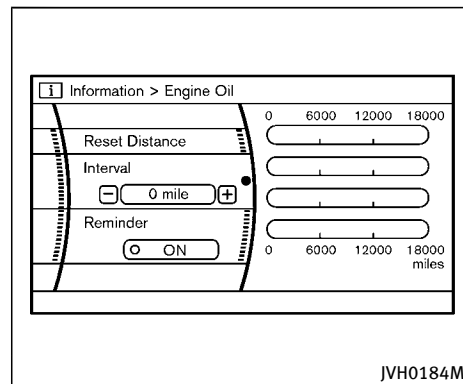 i Information > Engine Oil
0 6000 12000 18000
Reset Distance
Interval
− 0 mile +
Reminder
ON
0 6000 12000 18000
miles
JVH0184M